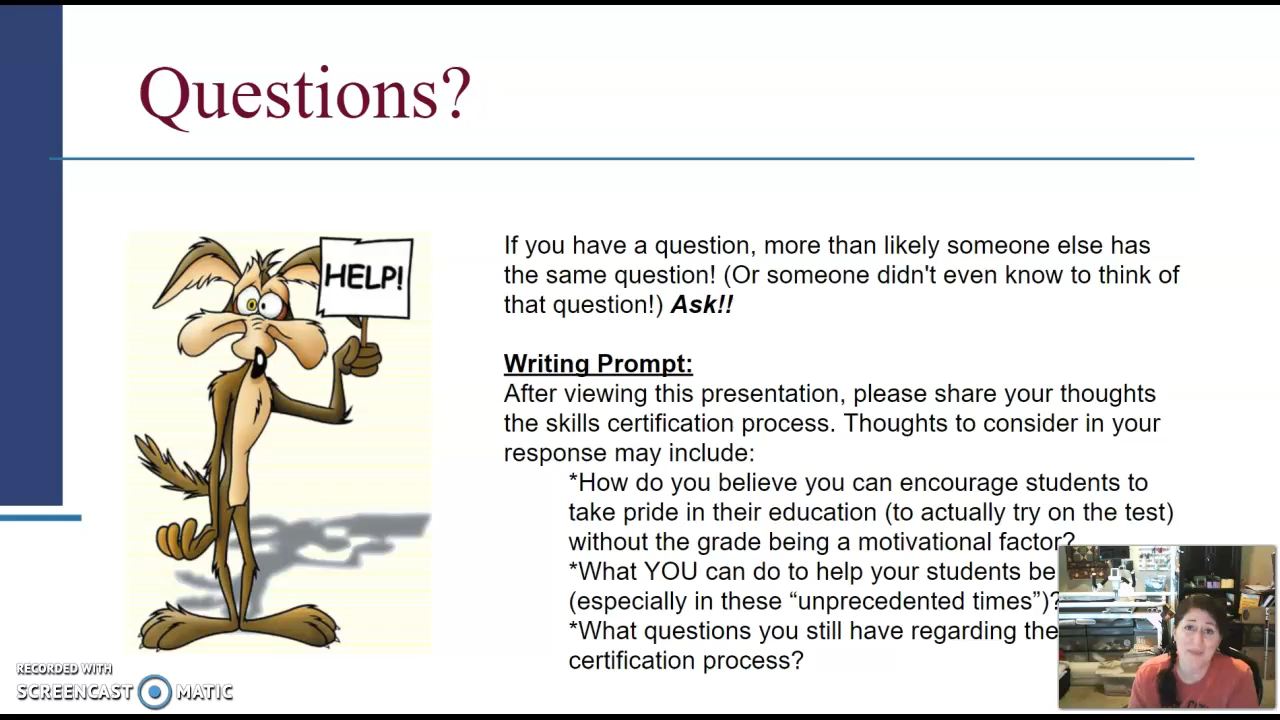 Questions?
HELP!
If you have a question, more than likely someone else has
the same question! (Or someone didn't even know to think of
that question!) Ask!!
Writing Prompt:
After viewing this presentation, please share your thoughts
the skills certification process. Thoughts to consider in your
response may include:
*How do you believe you can encourage students to
take pride in their education (to actually try on the test)
without the grade being a motivational factor?
*What YOU can do to help your students be
(especially in these “unprecedented times”)?
*What questions you still have regarding the
certification process?
RECORDED WITH
SCREENCAST MATIC